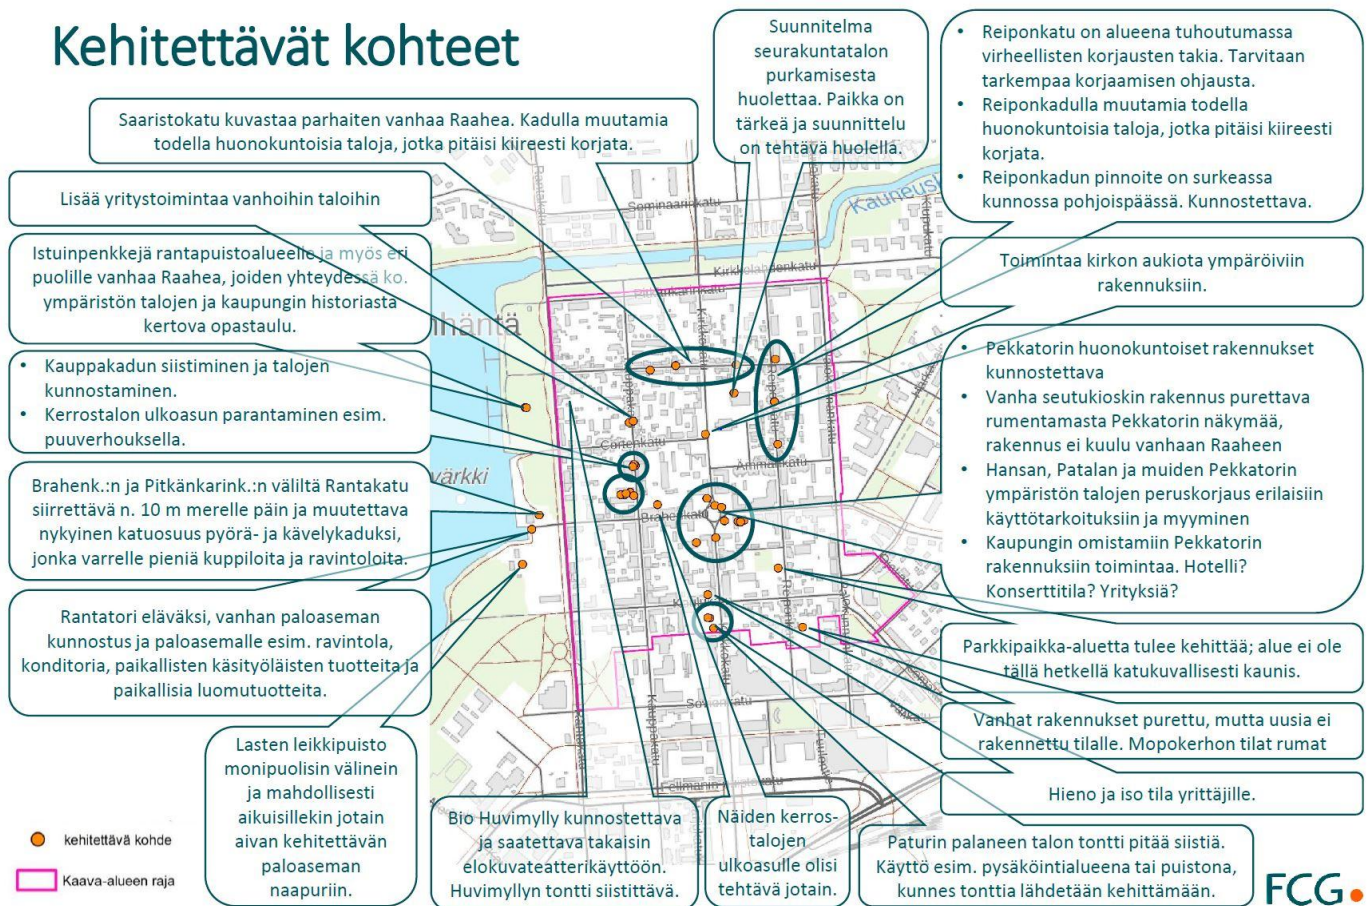 Kehitettävät kohteet
Saaristokatu kuvastaa parhaiten vanhaa Raahea. Kadulla muutamia
todella huonokuntoisia taloja, jotka pitäisi kiireesti korjata.
Suunnitelma
seurakuntatalon
purkamisesta
huolettaa. Paikka on
tärkeä ja suunnittelu
on tehtävä huolella.
• Reiponkatu on alueena tuhoutumassa
virheellisten korjausten takia. Tarvitaan
tarkempaa korjaamisen ohjausta.
• Reiponkadulla muutamia todella
huonokuntoisia taloja, jotka pitäisi kiireesti
korjata.
• Reiponkadun pinnoite on surkeassa
kunnossa pohjoispäässä. Kunnostettava.
Lisää yritystoimintaa vanhoihin taloihin
Istuinpenkkejä rantapuistoalueelle ja myös eri
puolille vanhaa Raahea, joiden yhteydessä ko.
ympäristön talojen ja kaupungin historiasta
kertova opastaulu.
• Kauppakadun siistiminen ja talojen
kunnostaminen.
• Kerrostalon ulkoasun parantaminen esim.
puuverhouksella.
Brahenk.:n ja Pitkänkarink.:n väliltä Rantakatu
siirrettävä n. 10 m merelle päin ja muutettava
nykyinen katuosuus pyörä- ja kävelykaduksi,
jonka varrelle pieniä kuppiloita ja ravintoloita.
Rantatori eläväksi, vanhan paloaseman
kunnostus ja paloasemalle esim. ravintola,
konditoria, paikallisten käsityöläisten tuotteita ja
paikallisia luomutuotteita.
Lasten leikkipuisto
monipuolisin välinein
ja mahdollisesti
aikuisillekin jotain
aivan kehitettävän
paloaseman
naapuriin.
Bio Huvimylly kunnostettava
ja saatettava takaisin
elokuvateatterikäyttöön.
Huvimyllyn tontti siistittävä.
Näiden kerros-
talojen
ulkoasulle olisi
tehtävä jotain.
Toimintaa kirkon aukiota ympäröiviin
rakennuksiin.
• Pekkatorin huonokuntoiset rakennukset
kunnostettava
• Vanha seutukioskin rakennus purettava
rumentamasta Pekkatorin näkymää,
rakennus ei kuulu vanhaan Raaheen
• Hansan, Patalan ja muiden Pekkatorin
ympäristön talojen peruskorjaus erilaisiin
käyttötarkoituksiin ja myyminen
• Kaupungin omistamiin Pekkatorin
rakennuksiin toimintaa. Hotelli?
Konserttitila? Yrityksiä?
Parkkipaikka-aluetta tulee kehittää; alue ei ole
tällä hetkellä katukuvallisesti kaunis.
Vanhat rakennukset purettu, mutta uusia ei
rakennettu tilalle. Mopokerhon tilat rumat
Hieno ja iso tila yrittäjille.
Paturin palaneen talon tontti pitää siistiä.
Käyttö esim. pysäköintialueena tai puistona,
kunnes tonttia lähdetään kehittämään.
kehitettävä kohde
Kaava-alueen raja
FCG
Seminaarinkatu
Kirkkolahdenkatu
Pitkänkarinkatu
Cortenkatu
Ämmänkatu
Brahenkatu
Kirkkokatu
Kauppakatu
Rantakatu